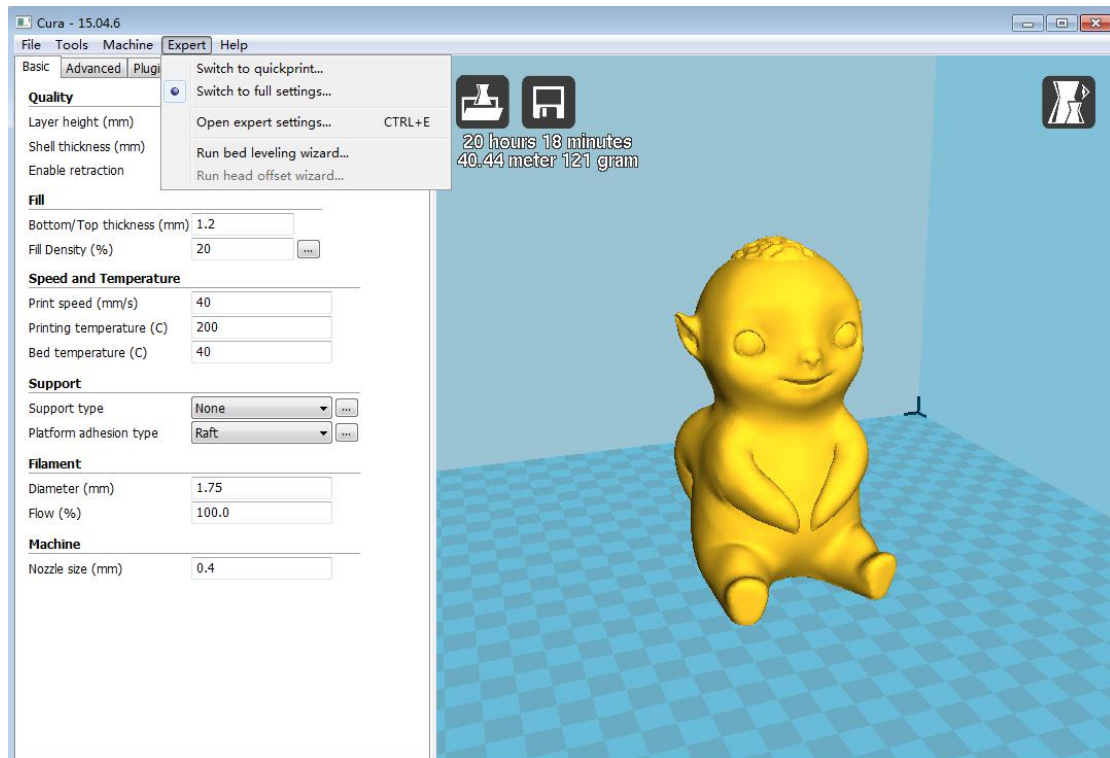 Cura - 15.04.6
File Tools Machine Expert Help
Basic Advanced Plugi
Switch to quickprint...
Switch to full settings...
Open expert settings... CTRL+E
Run bed leveling wizard...
Run head offset wizard...
Quality
Layer height (mm)
Shell thickness (mm)
Enable retraction
20 hours 18 minutes
40.44 meter 121 gram
Fill
Bottom/Top thickness (mm) 1.2
Fill Density (%) 20 ...
Speed and Temperature
Print speed (mm/s) 40
Printing temperature (C) 200
Bed temperature (C) 40
Support
Support type None ...
Platform adhesion type Raft ...
Filament
Diameter (mm) 1.75
Flow (%) 100.0
Machine
Nozzle size (mm) 0.4